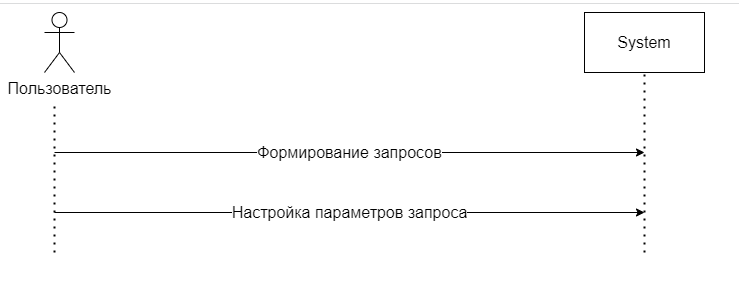 System
Пользователь
Формирование запросов
Настройка параметров запроса